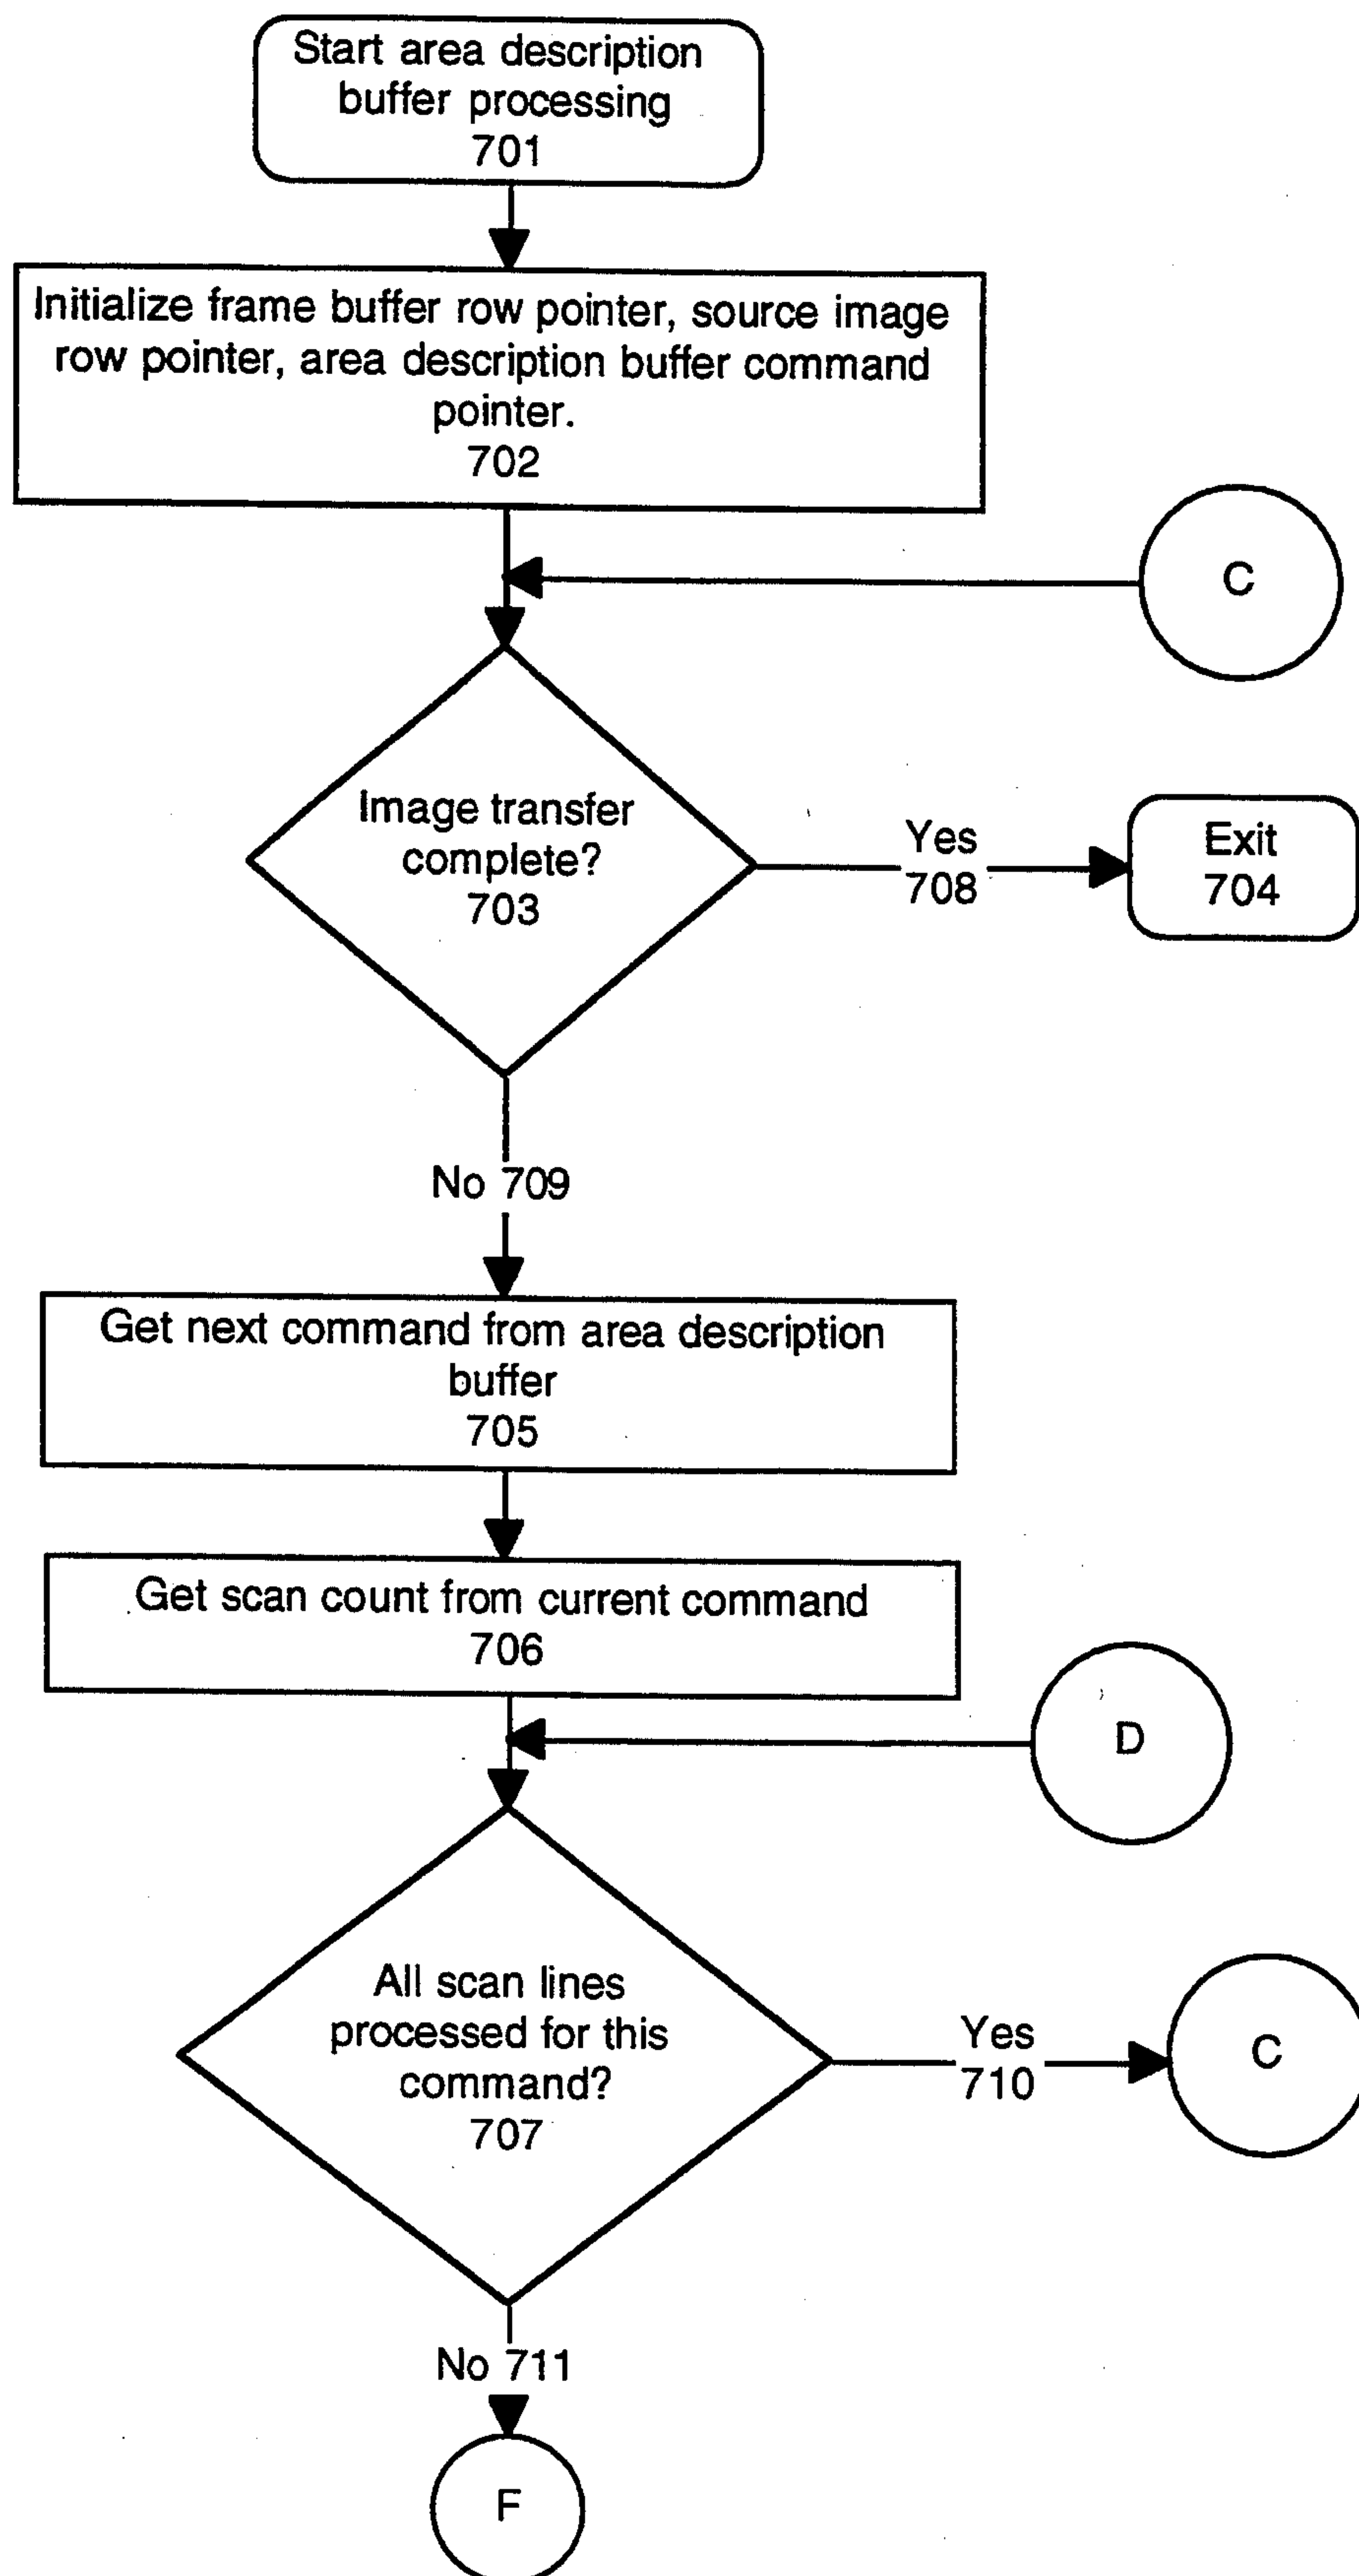 Start area description
buffer processing
701
Initialize frame buffer row pointer, source image
row pointer, area description buffer command
pointer.
702
C
Image transfer
complete?
703
Yes
708
Exit
704
No 709
Get next command from area description
buffer
705
Get scan count from current command
706
D
All scan lines
processed for this
command?
707
Yes
710
C
No 711
F